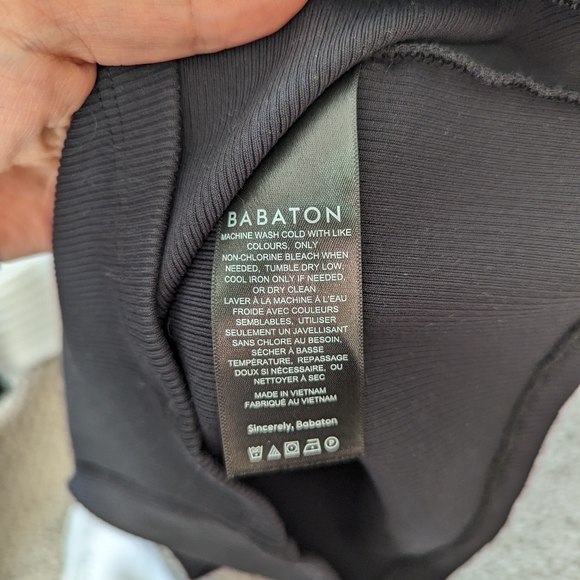 BABATON
MACHINE WASH COLD WITH LIKE
COLOURS, ONLY
NON-CHLORINE BLEACH WHEN
NEEDED, TUMBLE DRY LOW,
COOL IRON ONLY IF NEEDED,
OR DRY CLEAN
LAVER À LA MACHINE À L'EAU
FROIDE AVEC COULEURS
SEMBLABLES, UTILISER
SEULEMENT UN JAVELLISANT
SANS CHLORE AU BESOIN,
SÉCHER À BASSE
TEMPÉRATURE, REPASSAGE
DOUX SI NÉCESSAIRE, OU
NETTOYER À SEC
MADE IN VIETNAM
FABRIQUÉ AU VIETNAM
Sincerely, Babaton
P